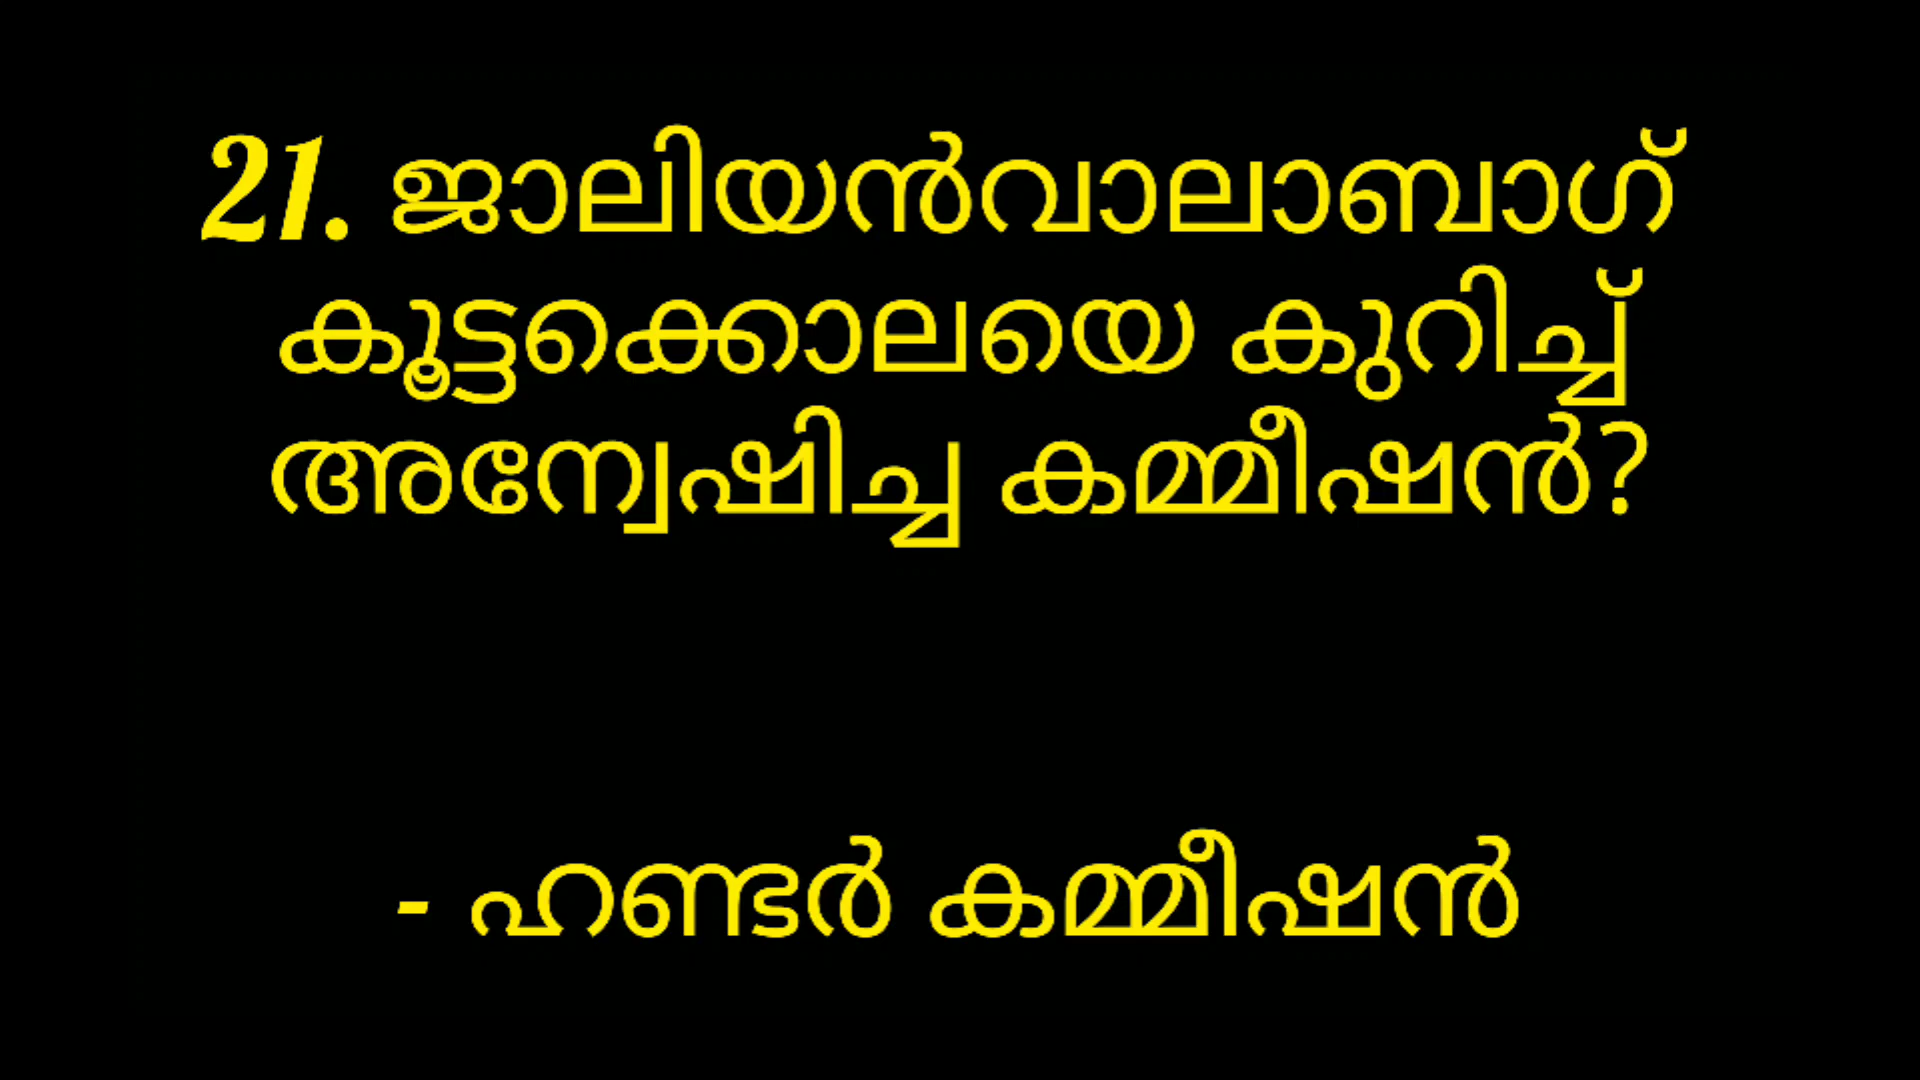 21. ജാലിയൻവാലാബാഗ്
കൂട്ടക്കൊലയെ കുറിച്ച്
അന്വേഷിച്ച കമ്മീഷൻ?
- ഹണ്ടർ കമ്മീഷൻ